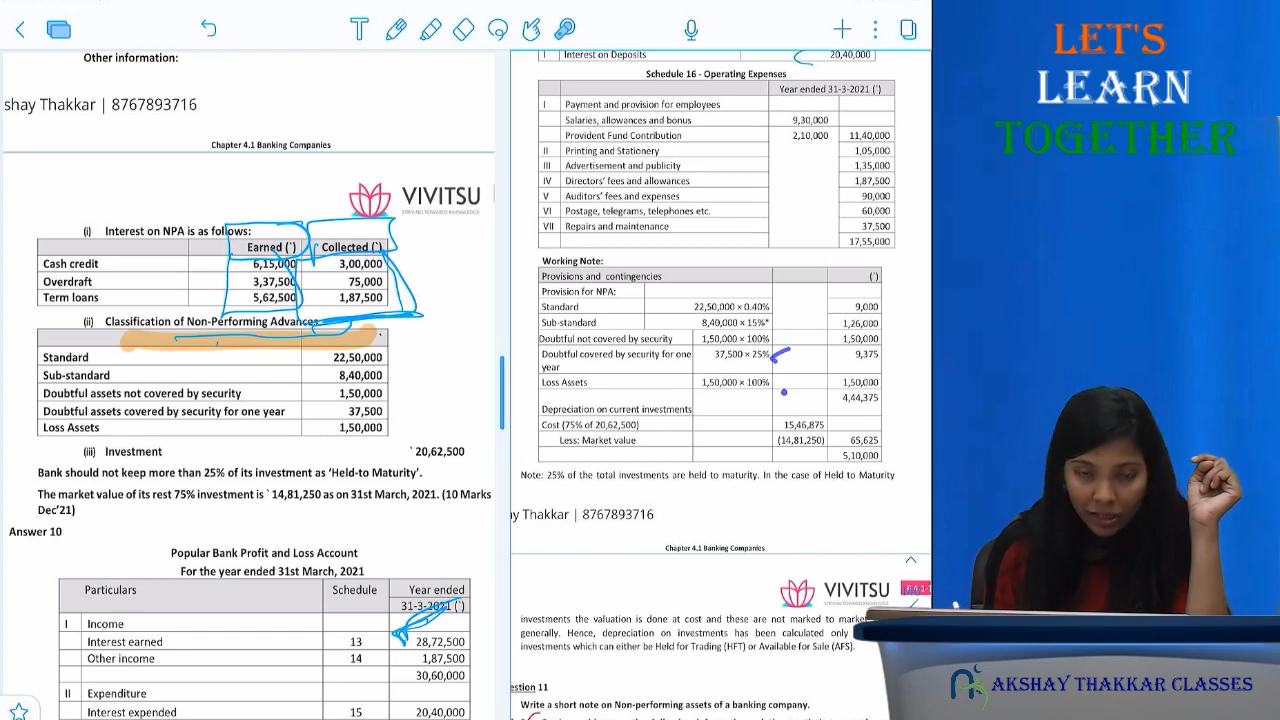 Other information:
shay Thakkar | 8767893716
Chapter 4.1 Banking Companies
VIVITSU
STRIVING TOWARDS KNOWLEDGE
(i) Interest on NPA is as follows:
Earned (`) Collected (`)
Cash credit 6,15,000 3,00,000
Overdraft 3,37,500 75,000
Term loans 5,62,500 1,87,500
(ii) Classification of Non-Performing Advances
`
Standard 22,50,000
Sub-standard 8,40,000
Doubtful assets not covered by security 1,50,000
Doubtful assets covered by security for one year 37,500
Loss Assets 1,50,000
(iii) Investment ` 20,62,500
Bank should not keep more than 25% of its investment as ‘Held-to Maturity’.
The market value of its rest 75% investment is ` 14,81,250 as on 31st March, 2021. (10 Marks
Dec’21)
Answer 10
Popular Bank Profit and Loss Account
For the year ended 31st March, 2021
Particulars Schedule Year ended
31-3-2021 (`)
I Income
Interest earned 13 28,72,500
Other income 14 1,87,500
30,60,000
II Expenditure
Interest expended 15 20,40,000
I Interest on Deposits 20,40,000
Schedule 16 - Operating Expenses
Year ended 31-3-2021 (`)
I Payment and provision for employees
Salaries, allowances and bonus 9,30,000
Provident Fund Contribution 2,10,000 11,40,000
II Printing and Stationery 1,05,000
III Advertisement and publicity 1,35,000
IV Directors’ fees and allowances 1,87,500
V Auditors’ fees and expenses 90,000
VI Postage, telegrams, telephones etc. 60,000
VII Repairs and maintenance 37,500
17,55,000
Working Note:
Provisions and contingencies (`)
Provision for NPA:
Standard 22,50,000 × 0.40% 9,000
Sub-standard 8,40,000 × 15%* 1,26,000
Doubtful not covered by security 1,50,000 × 100% 1,50,000
Doubtful covered by security for one year 37,500 × 25% 9,375
Loss Assets 1,50,000 × 100% 1,50,000
4,44,375
Depreciation on current investments
Cost (75% of 20,62,500) 15,46,875
Less: Market value (14,81,250) 65,625
5,10,000
Note: 25% of the total investments are held to maturity. In the case of Held to Maturity
ay Thakkar | 8767893716
Chapter 4.1 Banking Companies
VIVITSU
STRIVING TOWARDS KNOWLEDGE
investments the valuation is done at cost and these are not marked to market
generally. Hence, depreciation on investments has been calculated only
investments which can either be Held for Trading (HFT) or Available for Sale (AFS).
estion 11
Write a short note on Non-performing assets of a banking company.
LET'S
LEARN
TOGETHER
AKSHAY THAKKAR CLASSES